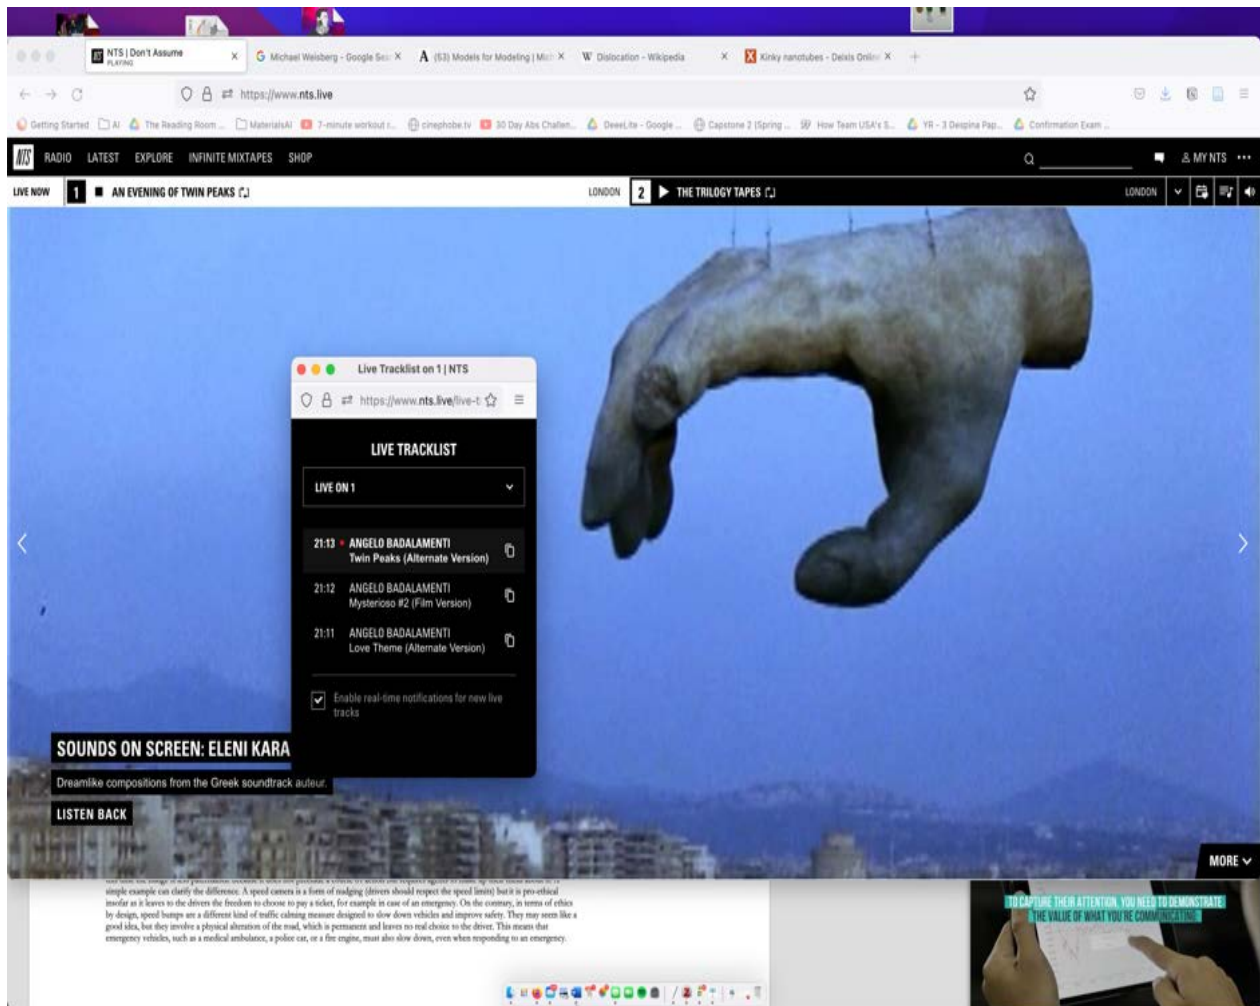 NTS | Don't Assume
PLAYING
Michael Weisberg - Google Sea
(53) Models for Modeling | Mich
Dislocation - Wikipedia
Kinky nanotubes - Deixis Online
https://www.nts.live
Getting Started
AI
The Reading Room ...
MaterialsAI
7-minute workout r...
cinephobe.tv
30 Day Abs Challen...
DeeeLite - Google ...
Capstone 2 (Spring ...
How Team USA's S...
YR - 3 Despina Pap...
Confirmation Exam ...
NTS
RADIO
LATEST
EXPLORE
INFINITE MIXTAPES
SHOP
MY NTS
LIVE NOW
1
AN EVENING OF TWIN PEAKS
LONDON
2
THE TRILOGY TAPES
LONDON
Live Tracklist on 1 | NTS
https://www.nts.live/live-t
LIVE TRACKLIST
LIVE ON 1
21:13 ANGELO BADALAMENTI
Twin Peaks (Alternate Version)
21:12 ANGELO BADALAMENTI
Mysterioso #2 (Film Version)
21:11 ANGELO BADALAMENTI
Love Theme (Alternate Version)
Enable real-time notifications for new live
tracks
SOUNDS ON SCREEN: ELENI KARA
Dreamlike compositions from the Greek soundtrack auteur.
LISTEN BACK
MORE
simple example can clarify the difference. A speed camera is a form of nudging (drivers should respect the speed limits) but it is pro-ethical
insofar as it leaves to the drivers the freedom to choose to pay a ticket, for example in case of an emergency. On the contrary, in terms of ethics
by design, speed bumps are a different kind of traffic calming measure designed to slow down vehicles and improve safety. They may seem like a
good idea, but they involve a physical alteration of the road, which is permanent and leaves no real choice to the driver. This means that
emergency vehicles, such as a medical ambulance, a police car, or a fire engine, must also slow down, even when responding to an emergency.
TO CAPTURE THEIR ATTENTION, YOU NEED TO DEMONSTRATE
THE VALUE OF WHAT YOU'RE COMMUNICATING